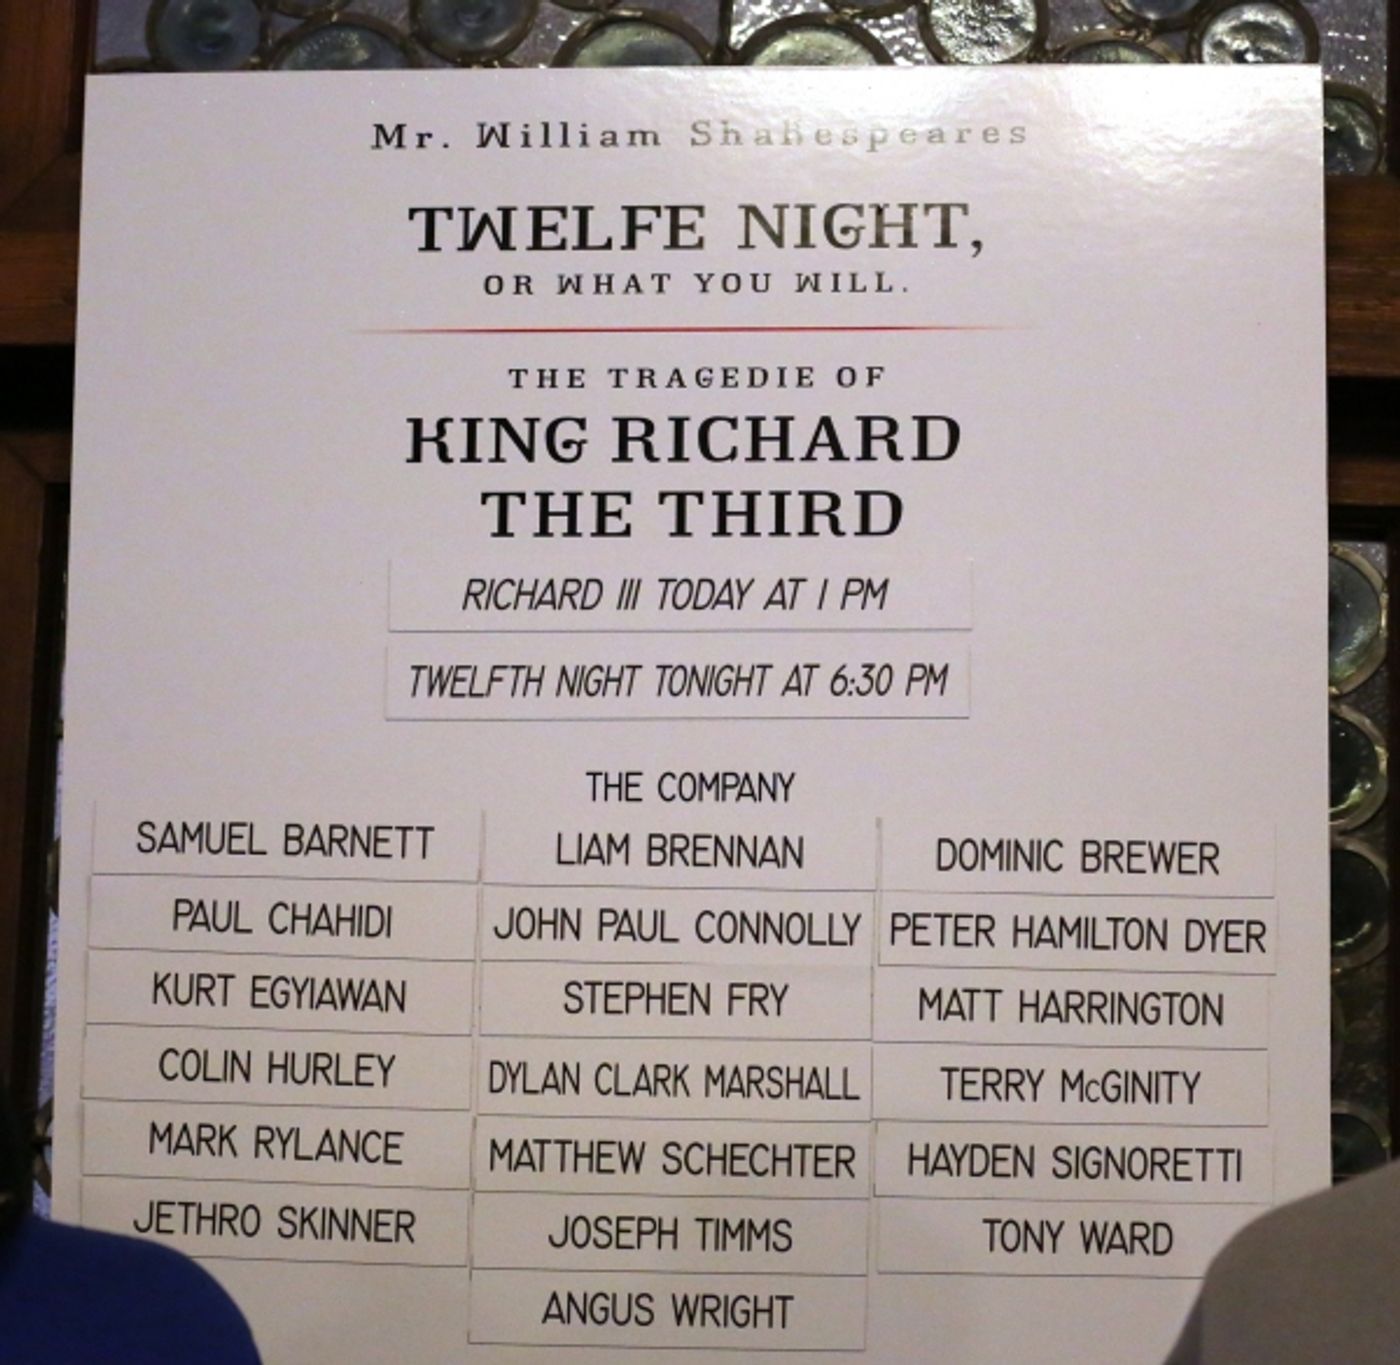 Mr. William Shakespeares
TWELFE NIGHT,
OR WHAT YOU WILL.
THE TRAGEDIE OF
KING RICHARD
THE THIRD
RICHARD III TODAY AT 1 PM
TWELFTH NIGHT TONIGHT AT 6:30 PM
THE COMPANY
SAMUEL BARNETT LIAM BRENNAN DOMINIC BREWER
PAUL CHAHIDI JOHN PAUL CONNOLLY PETER HAMILTON DYER
KURT EGYIAWAN STEPHEN FRY MATT HARRINGTON
COLIN HURLEY DYLAN CLARK MARSHALL TERRY McGINITY
MARK RYLANCE MATTHEW SCHECHTER HAYDEN SIGNORETTI
JETHRO SKINNER JOSEPH TIMMS TONY WARD
ANGUS WRIGHT